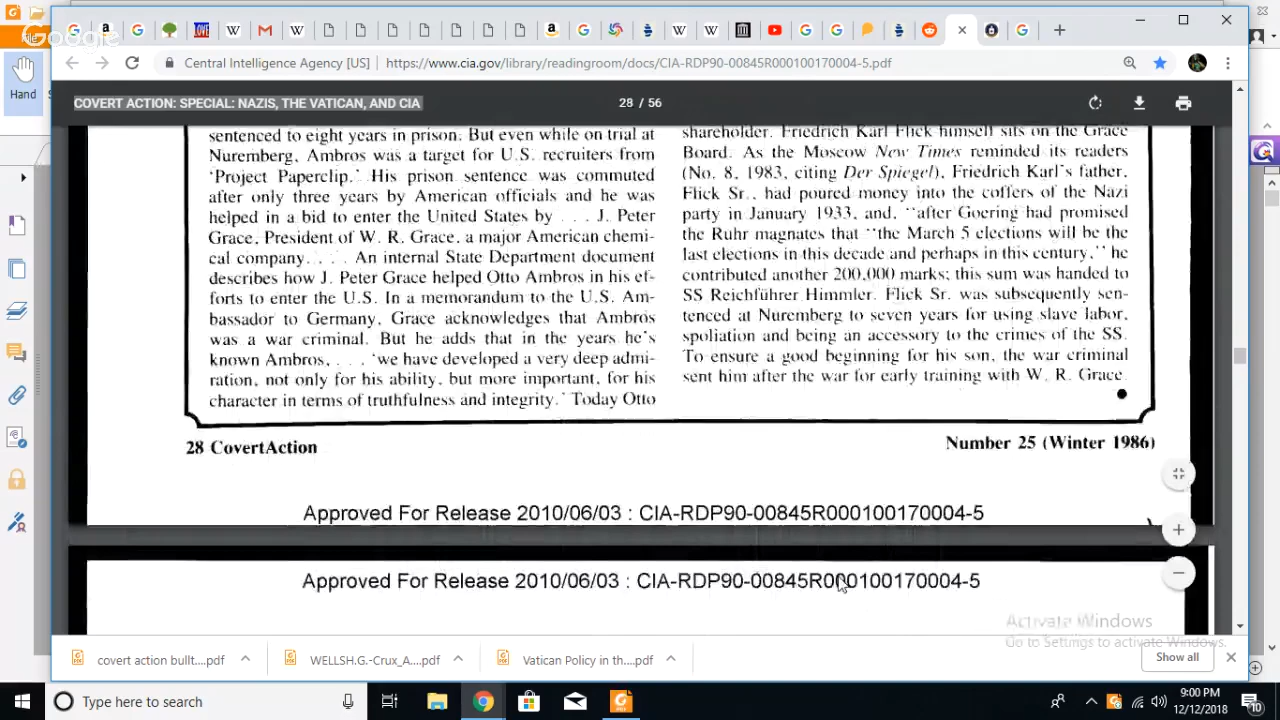 Google
File
Hand
Central Intelligence Agency [US]
https://www.cia.gov/library/readingroom/docs/CIA-RDP90-00845R000100170004-5.pdf
COVERT ACTION: SPECIAL: NAZIS, THE VATICAN, AND CIA
28 / 56
sentenced to eight years in prison. But even while on trial at
Nuremberg, Ambros was a target for U.S. recruiters from
‘Project Paperclip.’ His prison sentence was commuted
after only three years by American officials and he was
helped in a bid to enter the United States by . . . J. Peter
Grace, President of W. R. Grace, a major American chemi-
cal company. . . . An internal State Department document
describes how J. Peter Grace helped Otto Ambros in his ef-
forts to enter the U.S. In a memorandum to the U.S. Am-
bassador to Germany, Grace acknowledges that Ambros
was a war criminal. But he adds that in the years he's
known Ambros, . . . ‘we have developed a very deep admi-
ration, not only for his ability, but more important, for his
character in terms of truthfulness and integrity.’ Today Otto
shareholder. Friedrich Karl Flick himself sits on the Grace
Board. As the Moscow New Times reminded its readers
(No. 8, 1983, citing Der Spiegel), Friedrich Karl's father,
Flick Sr., had poured money into the coffers of the Nazi
party in January 1933, and, “after Goering had promised
the Ruhr magnates that “the March 5 elections will be the
last elections in this decade and perhaps in this century,” he
contributed another 200,000 marks; this sum was handed to
SS Reichführer Himmler. Flick Sr. was subsequently sen-
tenced at Nuremberg to seven years for using slave labor,
spoliation and being an accessory to the crimes of the SS.
To ensure a good beginning for his son, the war criminal
sent him after the war for early training with W. R. Grace.
28 CovertAction
Number 25 (Winter 1986)
Approved For Release 2010/06/03 : CIA-RDP90-00845R000100170004-5
Approved For Release 2010/06/03 : CIA-RDP90-00845R000100170004-5
Activate Windows
Go to Settings to activate Windows.
covert action bullt....pdf
WELLSH.G.-Crux_A....pdf
Vatican Policy in th....pdf
Show all
Type here to search
9:00 PM
12/12/2018
10